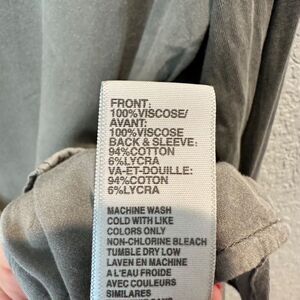 FRONT:
100%VISCOSE/
AVANT:
100%VISCOSE
BACK & SLEEVE:
94%COTTON
6%LYCRA
VA-ET-DOUILLE:
94%COTON
6%LYCRA
MACHINE WASH
COLD WITH LIKE
COLORS ONLY
NON-CHLORINE BLEACH
TUMBLE DRY LOW
LAVEN EN MACHINE
A L'EAU FROIDE
AVEC COULEURS
SIMILARES